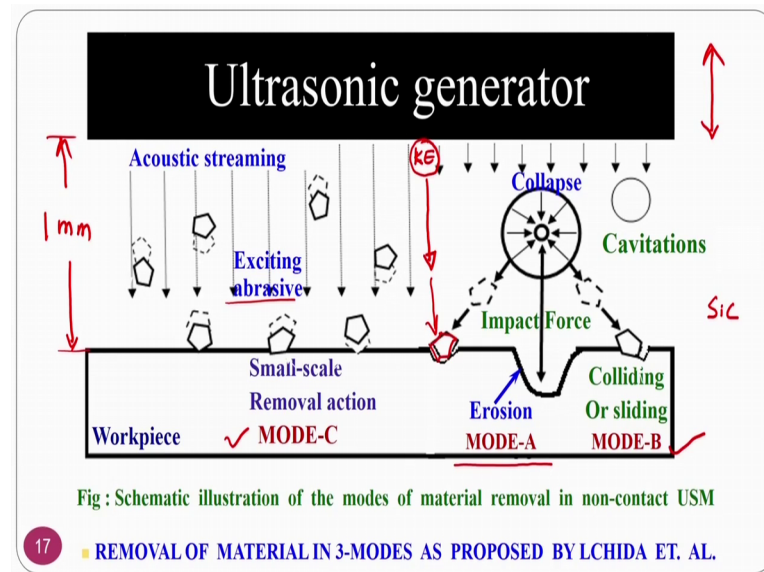 Ultrasonic generator
Acoustic streaming
KE
Collapse
1 mm
Cavitations
Exciting
abrasive
SiC
Impact Force
Small-scale
Removal action
MODE-C
Erosion
MODE-A
Colliding
Or sliding
MODE-B
Workpiece
Fig : Schematic illustration of the modes of material removal in non-contact USM
17
REMOVAL OF MATERIAL IN 3-MODES AS PROPOSED BY LCHIDA ET. AL.